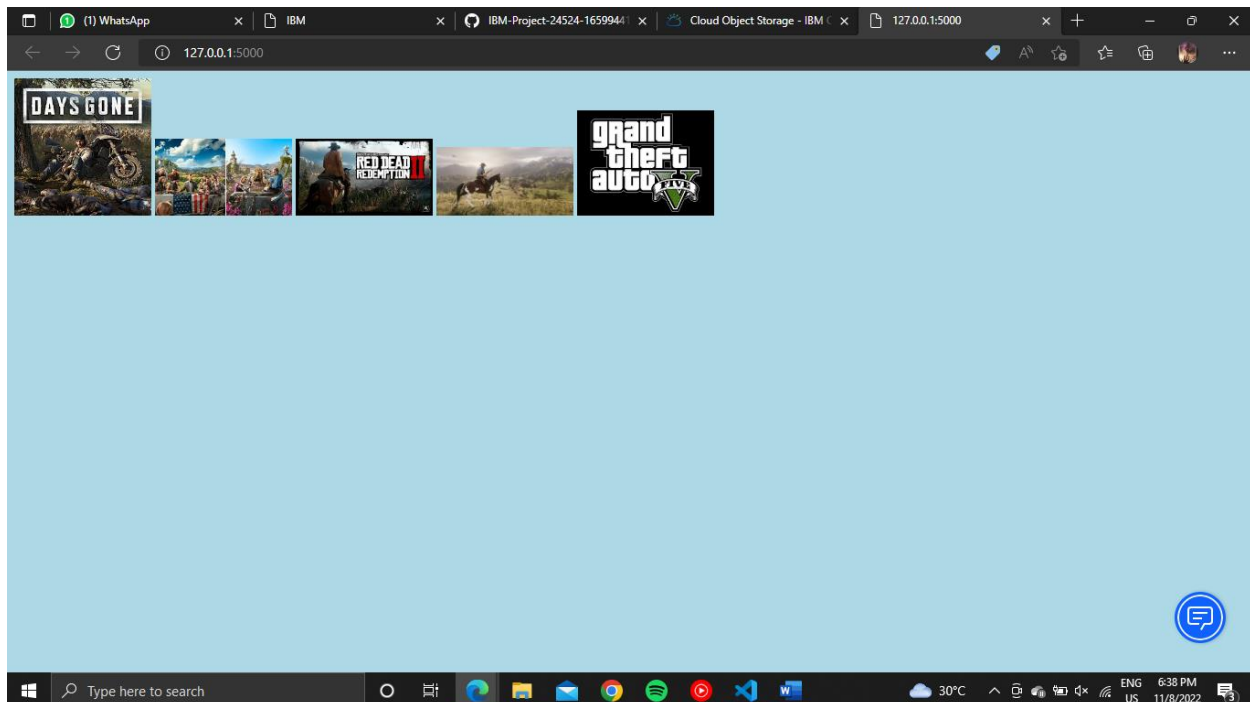 (1) WhatsApp
IBM
IBM-Project-24524-16599441
Cloud Object Storage - IBM C
127.0.0.1:5000
127.0.0.1:5000
DAYS GONE
RED DEAD
REDEMPTION II
grand
theft
auto
FIVE
Type here to search
30°C
ENG
US
6:38 PM
11/8/2022
3